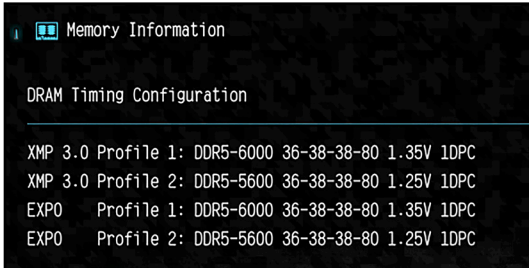 Memory Information
DRAM Timing Configuration
XMP 3.0 Profile 1: DDR5-6000 36-38-38-80 1.35V 1DPC
XMP 3.0 Profile 2: DDR5-5600 36-38-38-80 1.25V 1DPC
EXPO Profile 1: DDR5-6000 36-38-38-80 1.35V 1DPC
EXPO Profile 2: DDR5-5600 36-38-38-80 1.25V 1DPC